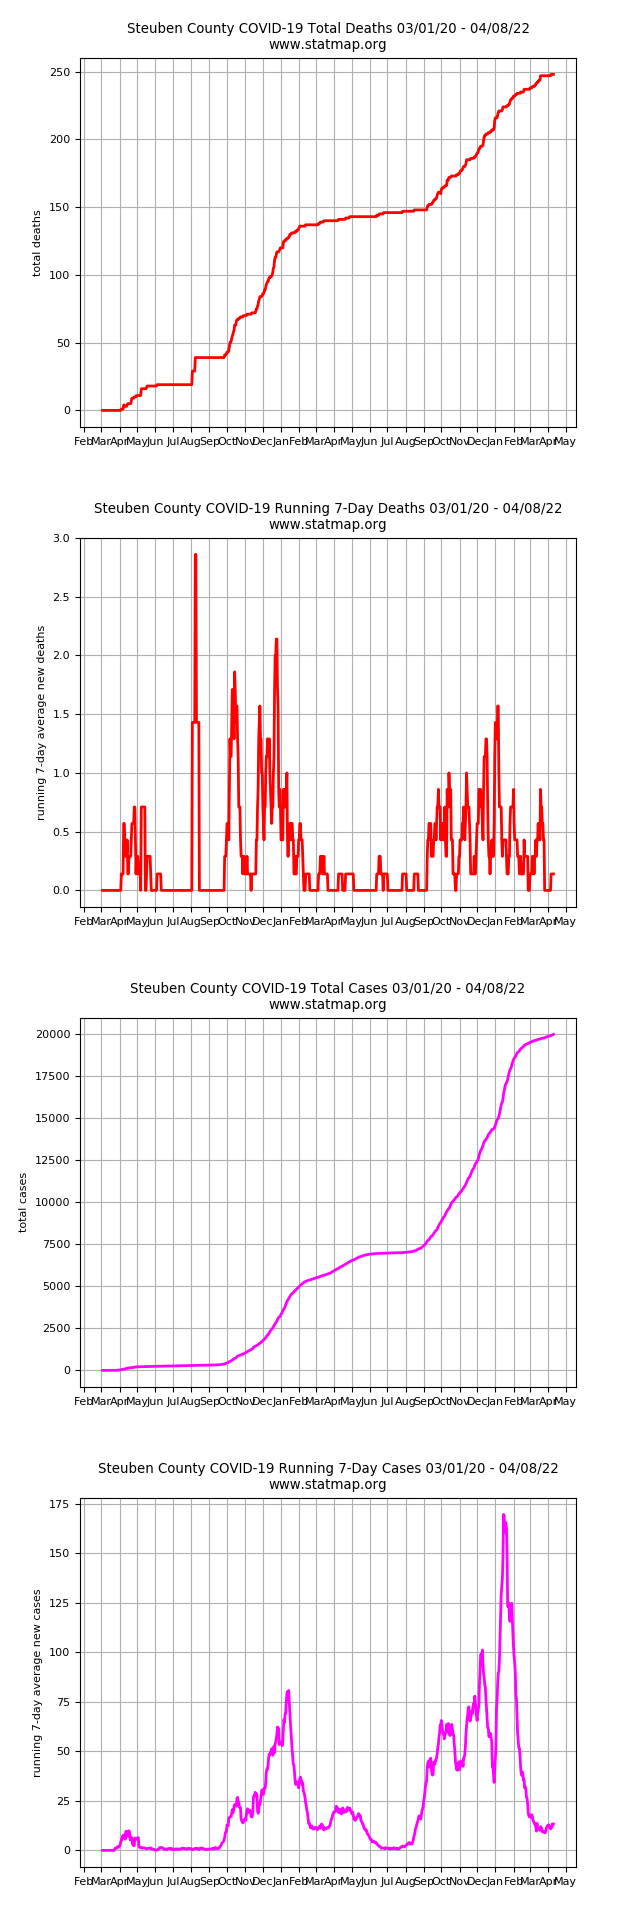 Steuben County COVID-19 Total Deaths 03/01/20 - 04/08/22
www.statmap.org
250
200
150
100
50
0
total deaths
Feb Mar Apr May Jun Jul Aug Sep Oct Nov Dec Jan Feb Mar Apr May Jun Jul Aug Sep Oct Nov Dec Jan Feb Mar Apr May
Steuben County COVID-19 Running 7-Day Deaths 03/01/20 - 04/08/22
www.statmap.org
3.0
2.5
2.0
1.5
1.0
0.5
0.0
running 7-day average new deaths
Feb Mar Apr May Jun Jul Aug Sep Oct Nov Dec Jan Feb Mar Apr May Jun Jul Aug Sep Oct Nov Dec Jan Feb Mar Apr May
Steuben County COVID-19 Total Cases 03/01/20 - 04/08/22
www.statmap.org
20000
17500
15000
12500
10000
7500
5000
2500
0
total cases
Feb Mar Apr May Jun Jul Aug Sep Oct Nov Dec Jan Feb Mar Apr May Jun Jul Aug Sep Oct Nov Dec Jan Feb Mar Apr May
Steuben County COVID-19 Running 7-Day Cases 03/01/20 - 04/08/22
www.statmap.org
175
150
125
100
75
50
25
0
running 7-day average new cases
Feb Mar Apr May Jun Jul Aug Sep Oct Nov Dec Jan Feb Mar Apr May Jun Jul Aug Sep Oct Nov Dec Jan Feb Mar Apr May